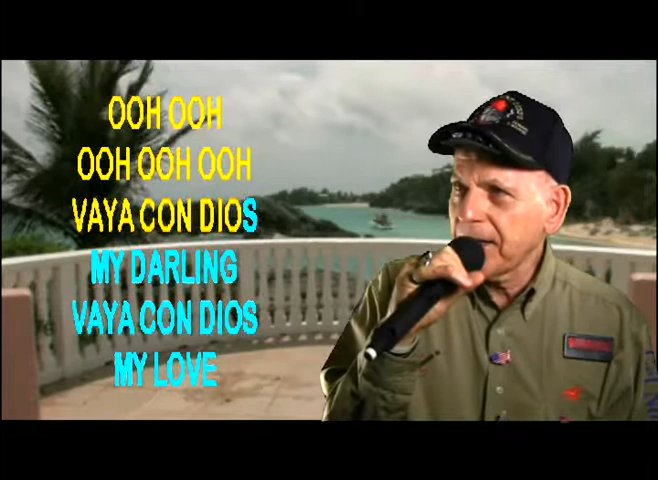 OOH OOH
OOH OOH OOH
VAYA CON DIOS
MY DARLING
VAYA CON DIOS
MY LOVE